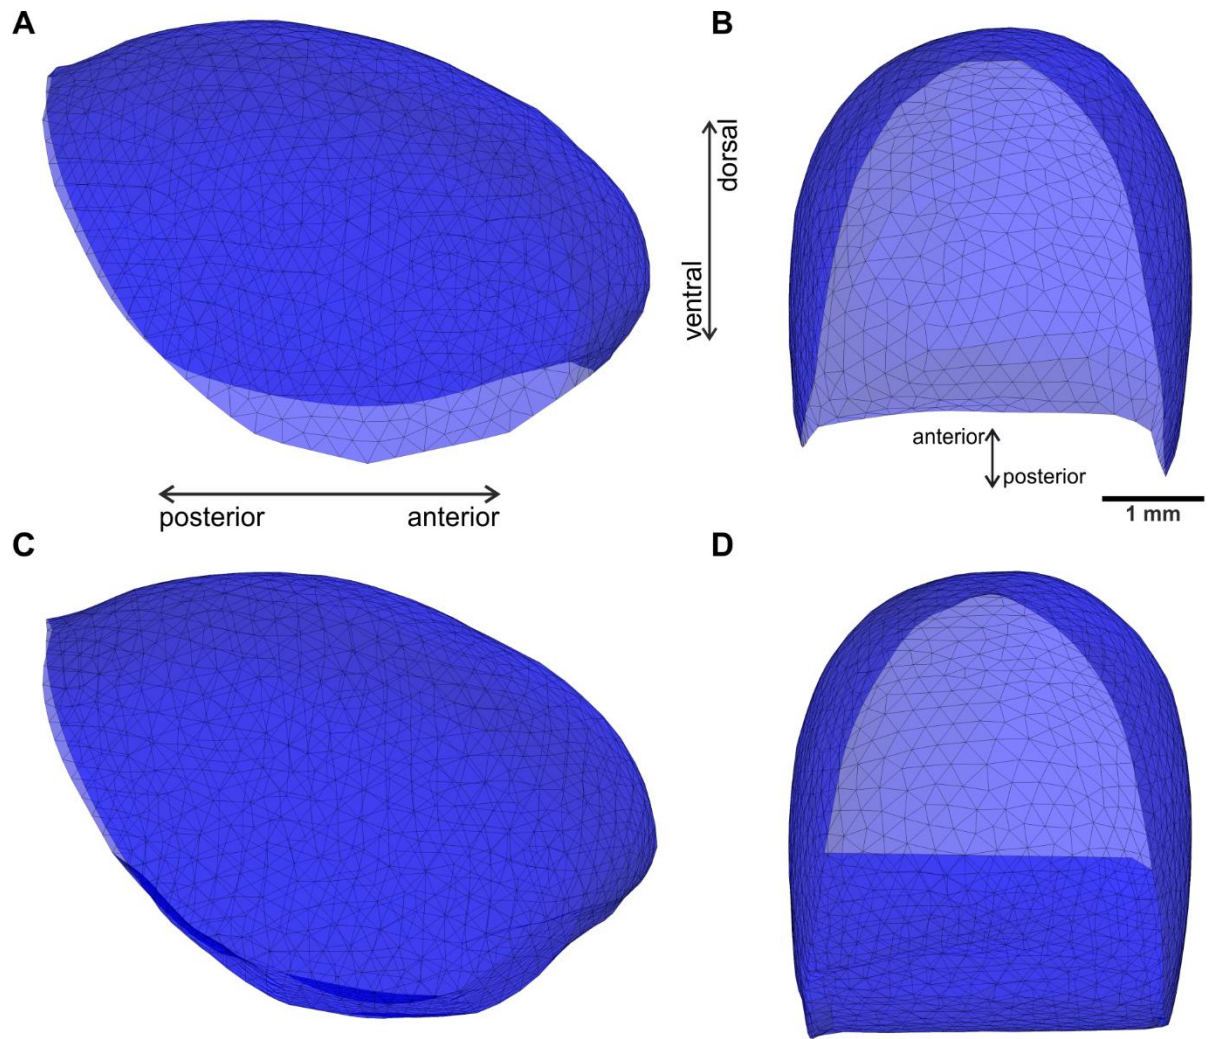 A
B
dorsal
ventral
anterior
posterior
posterior
anterior
1 mm
C
D